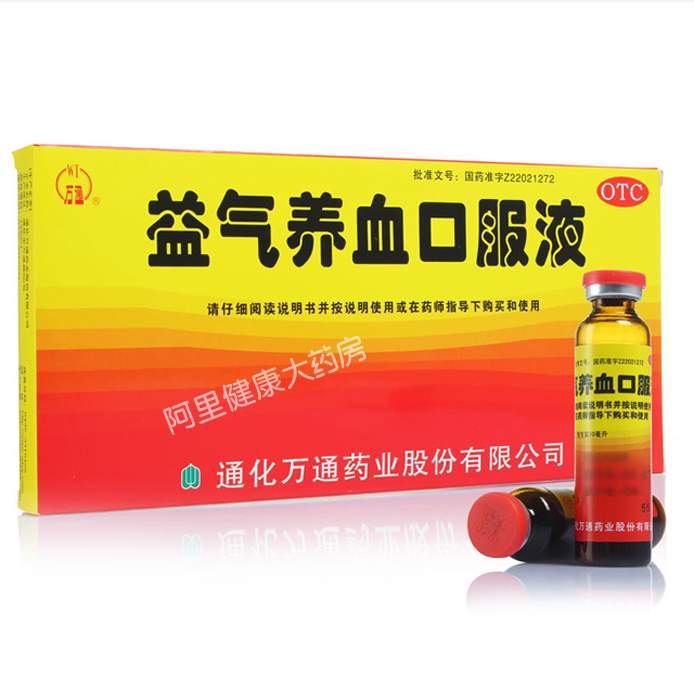 WT
万通
®
批准文号：国药准字Z22021272
OTC
益气养血口服液
请仔细阅读说明书并按说明使用或在药师指导下购买和使用
阿里健康大药房
通化万通药业股份有限公司
国药准字Z22021272
养血口服
阅读说明书并按说明使
指导下购买和使用
化万通药业股份有限